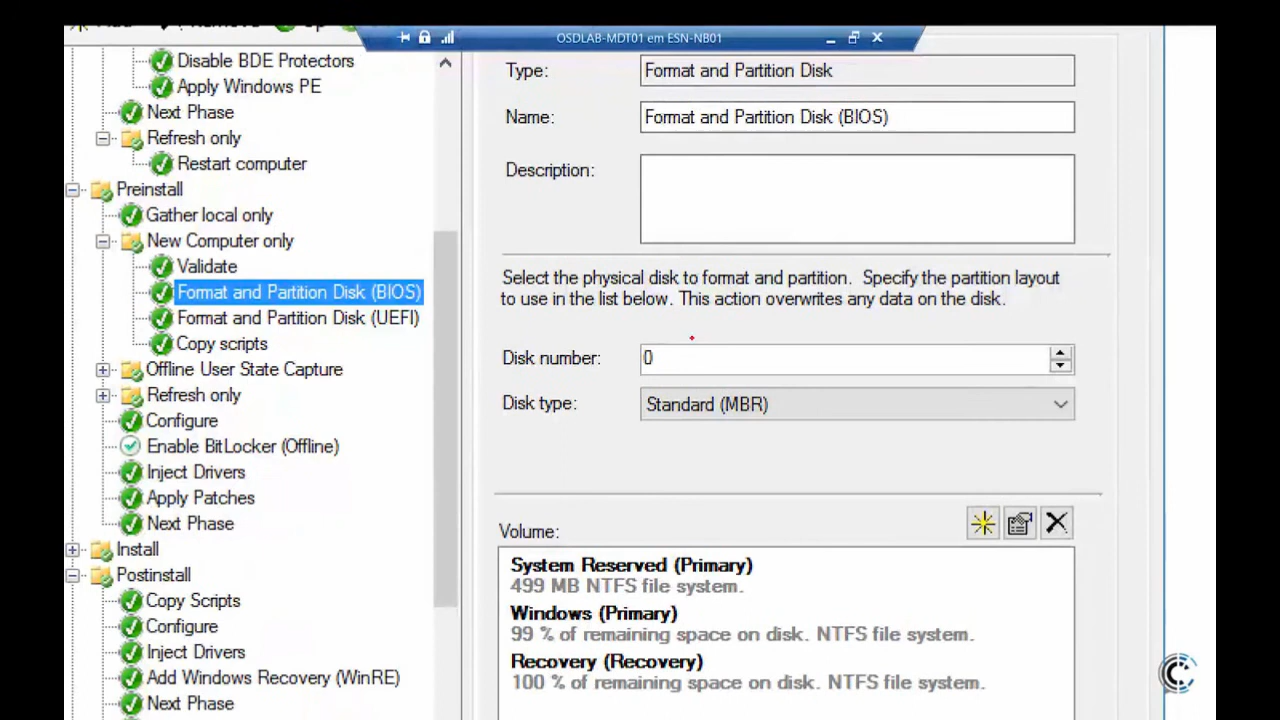 OSDLAB-MDT01 em ESN-NB01
Disable BDE Protectors
Apply Windows PE
Next Phase
Refresh only
Restart computer
Preinstall
Gather local only
New Computer only
Validate
Format and Partition Disk (BIOS)
Format and Partition Disk (UEFI)
Copy scripts
Offline User State Capture
Refresh only
Configure
Enable BitLocker (Offline)
Inject Drivers
Apply Patches
Next Phase
Install
Postinstall
Copy Scripts
Configure
Inject Drivers
Add Windows Recovery (WinRE)
Next Phase
Type: Format and Partition Disk
Name: Format and Partition Disk (BIOS)
Description:
Select the physical disk to format and partition. Specify the partition layout
to use in the list below. This action overwrites any data on the disk.
Disk number: 0
Disk type: Standard (MBR)
Volume:
System Reserved (Primary)
499 MB NTFS file system.
Windows (Primary)
99 % of remaining space on disk. NTFS file system.
Recovery (Recovery)
100 % of remaining space on disk. NTFS file system.